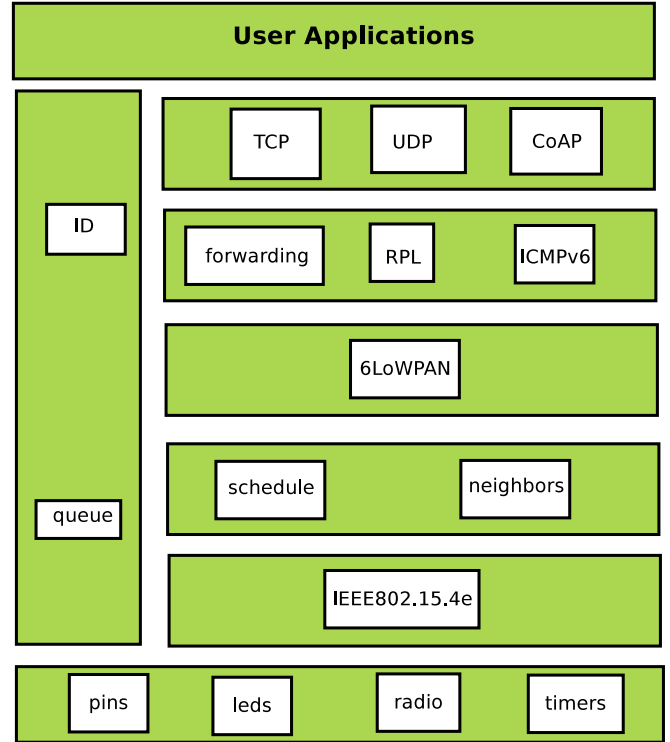 User Applications
TCP UDP CoAP
ID
forwarding RPL ICMPv6
6LoWPAN
schedule neighbors
queue
IEEE802.15.4e
pins leds radio timers